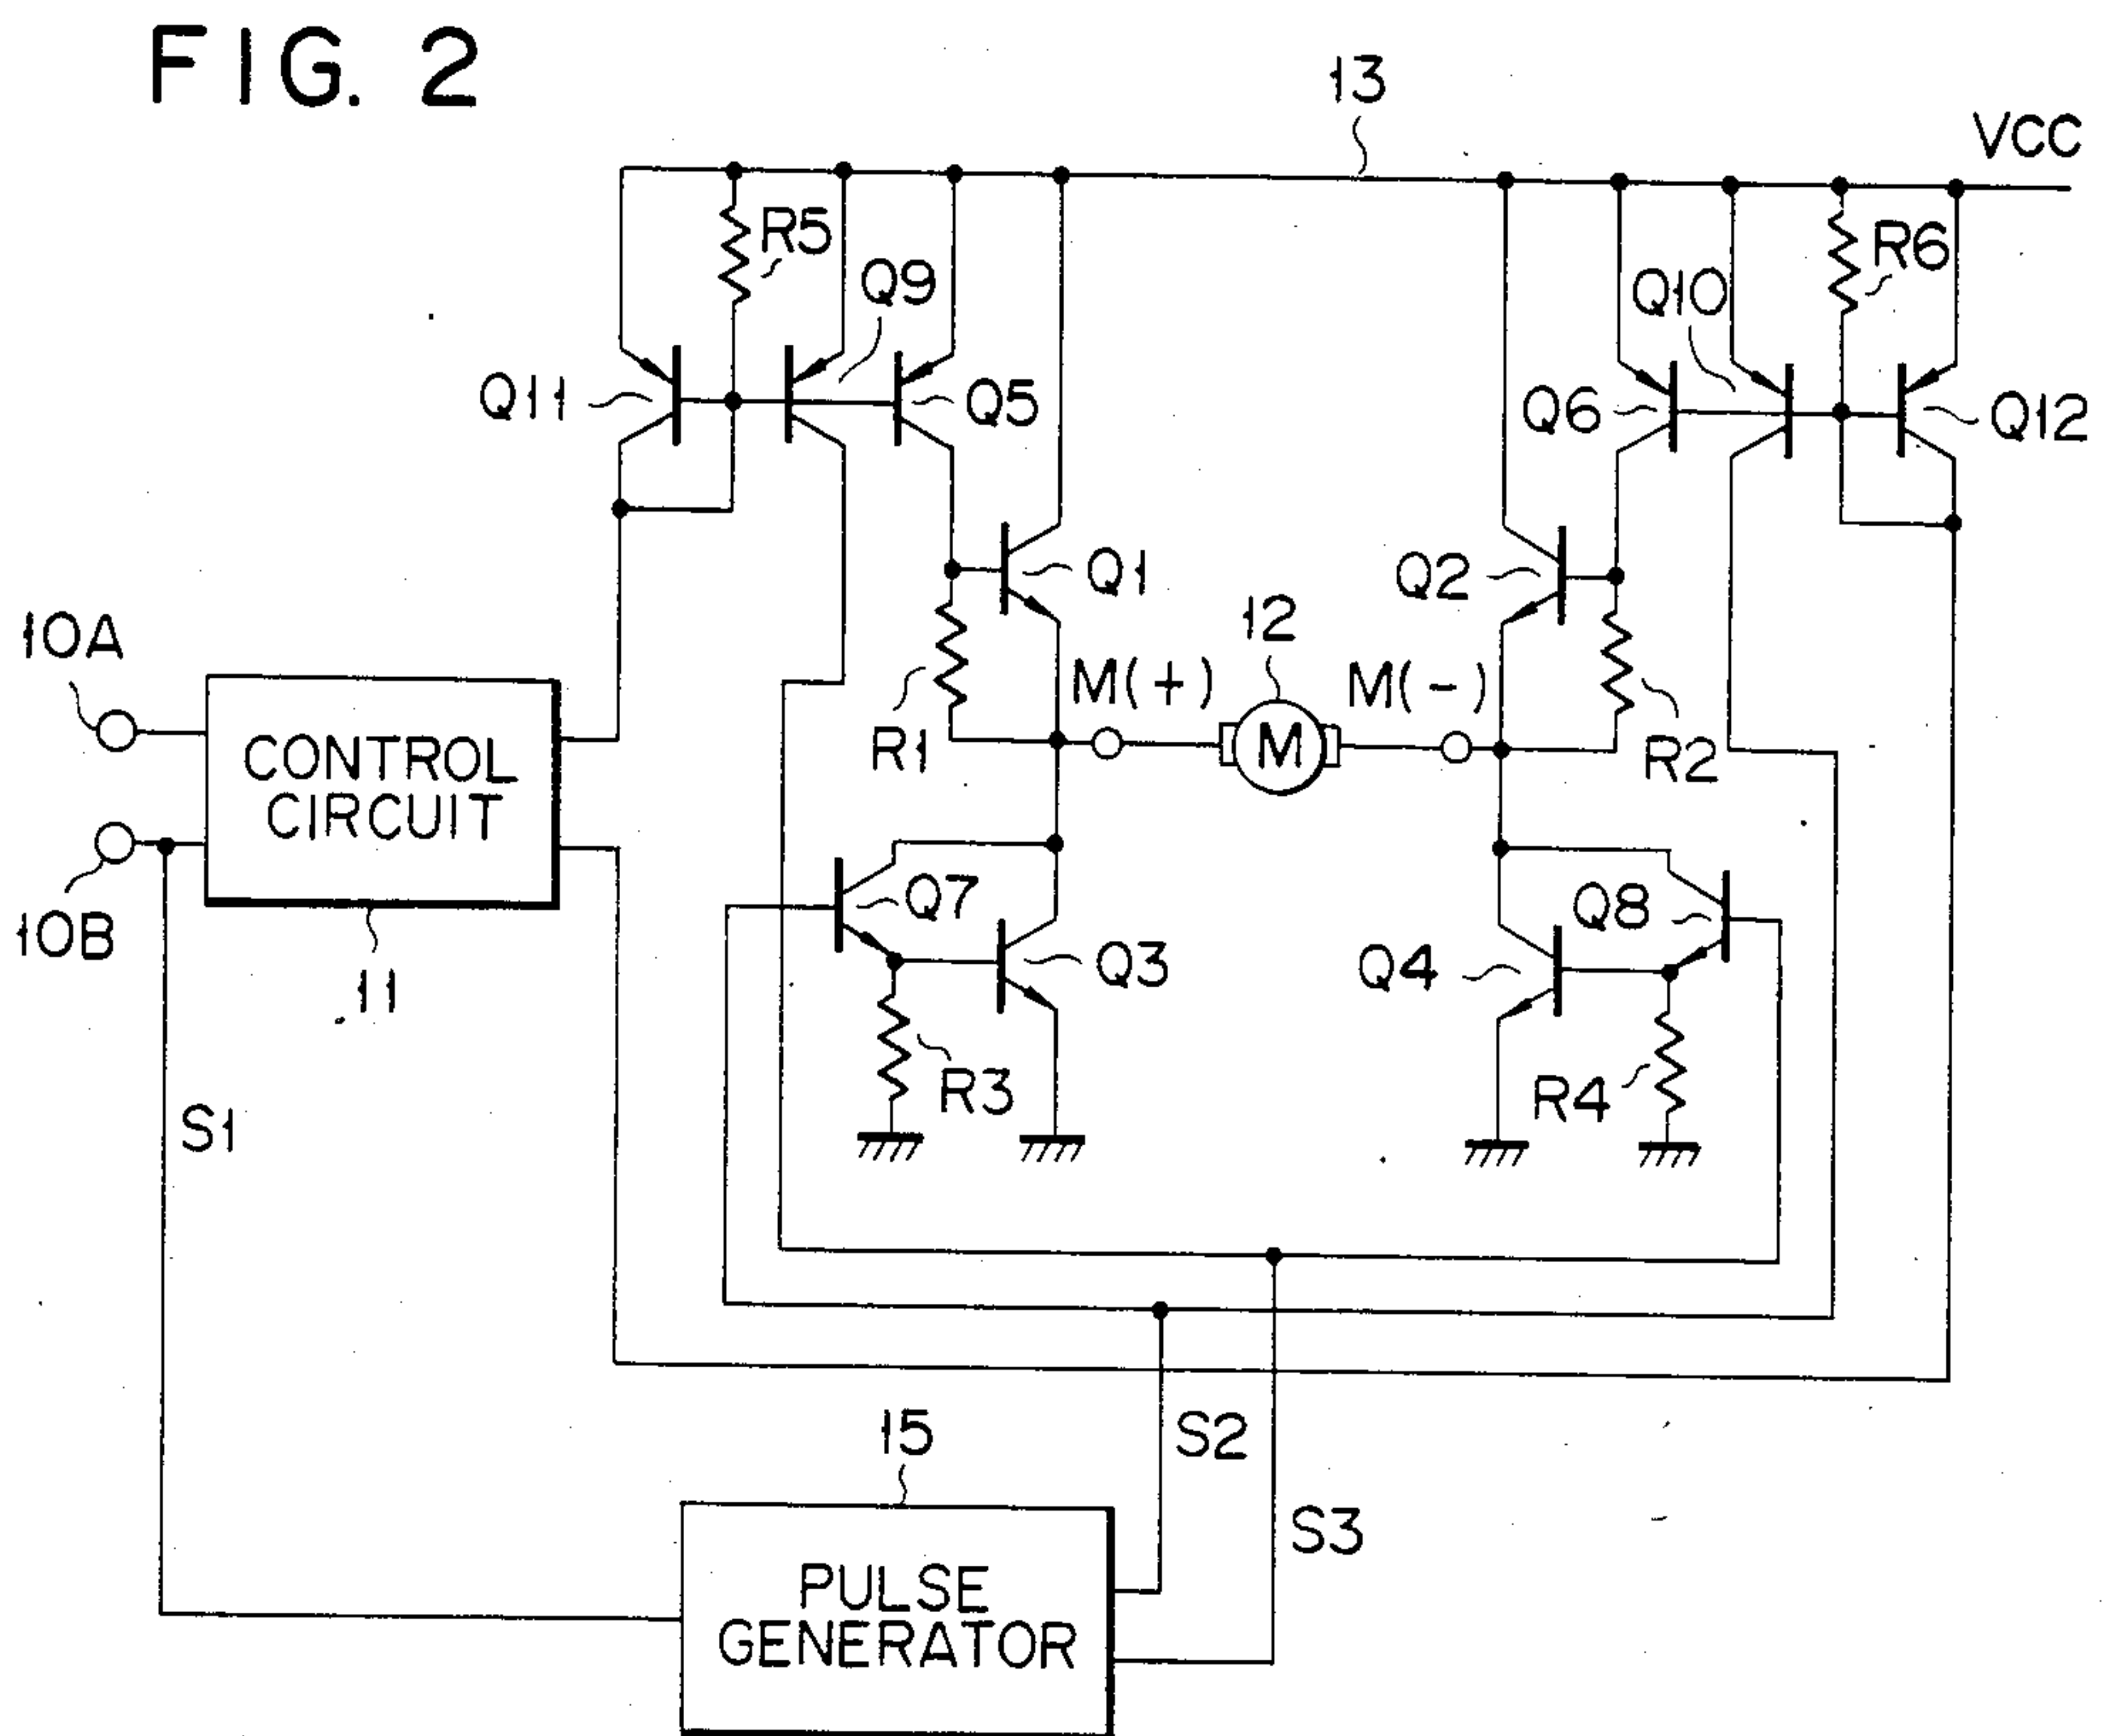 FIG. 2
13
VCC
R5
R6
Q9
Q10
Q11
Q5
Q6
Q12
Q1
Q2
12
10A
M(+)
M(-)
R1
M
R2
CONTROL
CIRCUIT
10B
Q7
Q8
Q3
Q4
11
R3
R4
S1
15
S2
S3
PULSE
GENERATOR